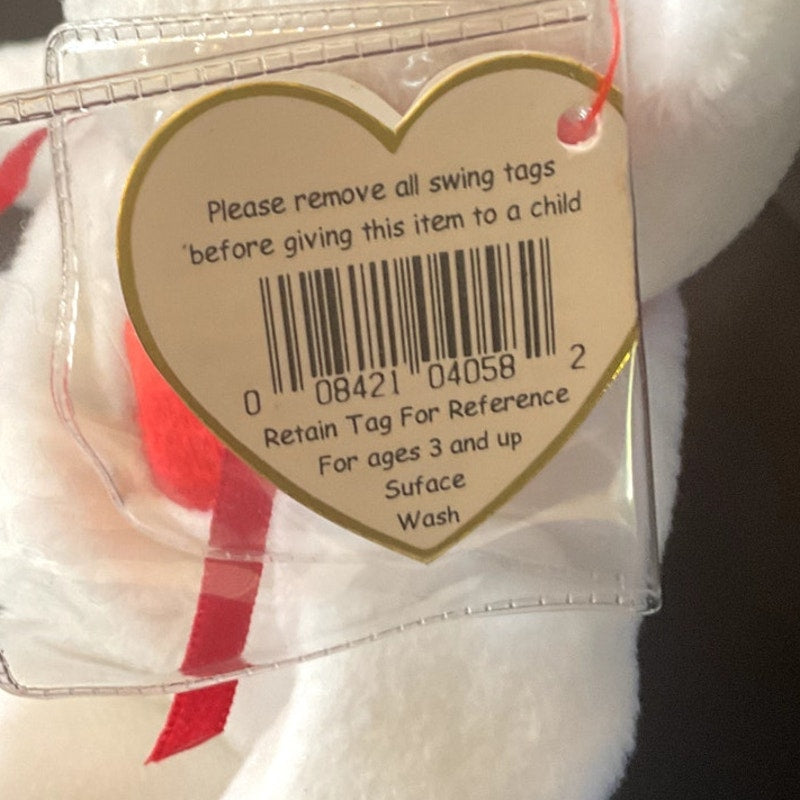 Please remove all swing tags
before giving this item to a child
0 08421 04058 2
Retain Tag For Reference
For ages 3 and up
Suface
Wash